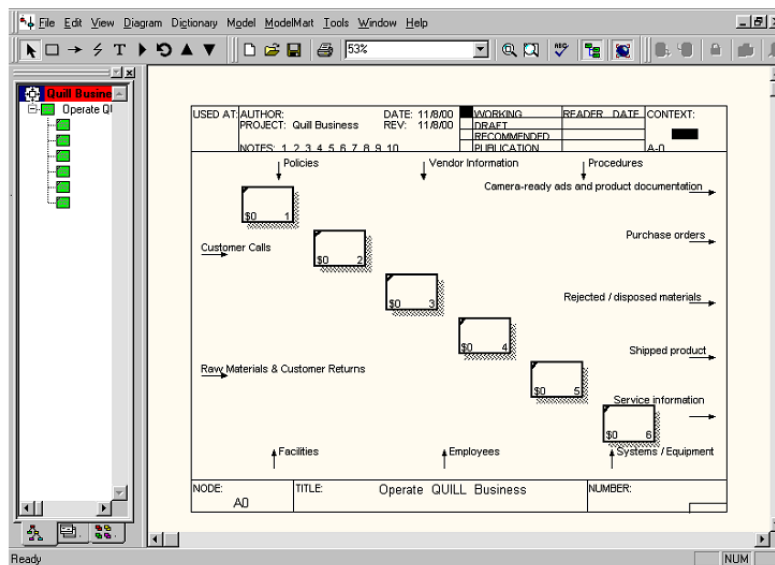 File Edit View Diagram Dictionary Model ModelMart Tools Window Help
T 53% ABC
Quill Busine
Operate QU
USED AT: AUTHOR: DATE: 11/8/00 WORKING READER DATE CONTEXT:
PROJECT: Quill Business REV: 11/8/00 DRAFT
RECOMMENDED
NOTES: 1 2 3 4 5 6 7 8 9 10 PUBLICATION A-0
Policies Vendor Information Procedures
Camera-ready ads and product documentation
$0 1
Purchase orders
Customer Calls
$0 2
Rejected / disposed materials
$0 3
Shipped product
$0 4
Raw Materials & Customer Returns
$0 5
Service information
$0 6
Facilities Employees Systems / Equipment
NODE: TITLE: Operate QUILL Business NUMBER:
A0
Ready NUM